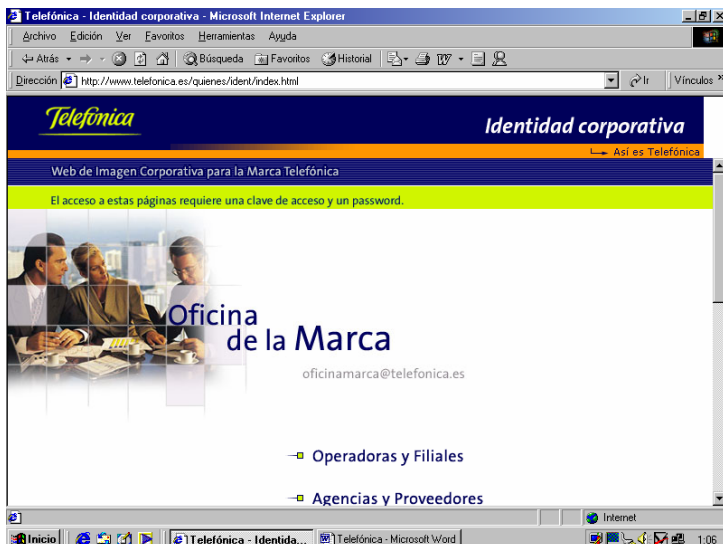 Telefónica - Identidad corporativa - Microsoft Internet Explorer
Archivo Edición Ver Favoritos Herramientas Ayuda
Atrás Búsqueda Favoritos Historial
Dirección http://www.telefonica.es/quienes/ident/index.html Ir Vínculos »
Telefónica
Identidad corporativa
Así es Telefónica
Web de Imagen Corporativa para la Marca Telefónica
El acceso a estas páginas requiere una clave de acceso y un password.
Oficina
de la Marca
oficinamarca@telefonica.es
Operadoras y Filiales
Agencias y Proveedores
Internet
Inicio Telefónica - Identida... Telefónica - Microsoft Word 1:06